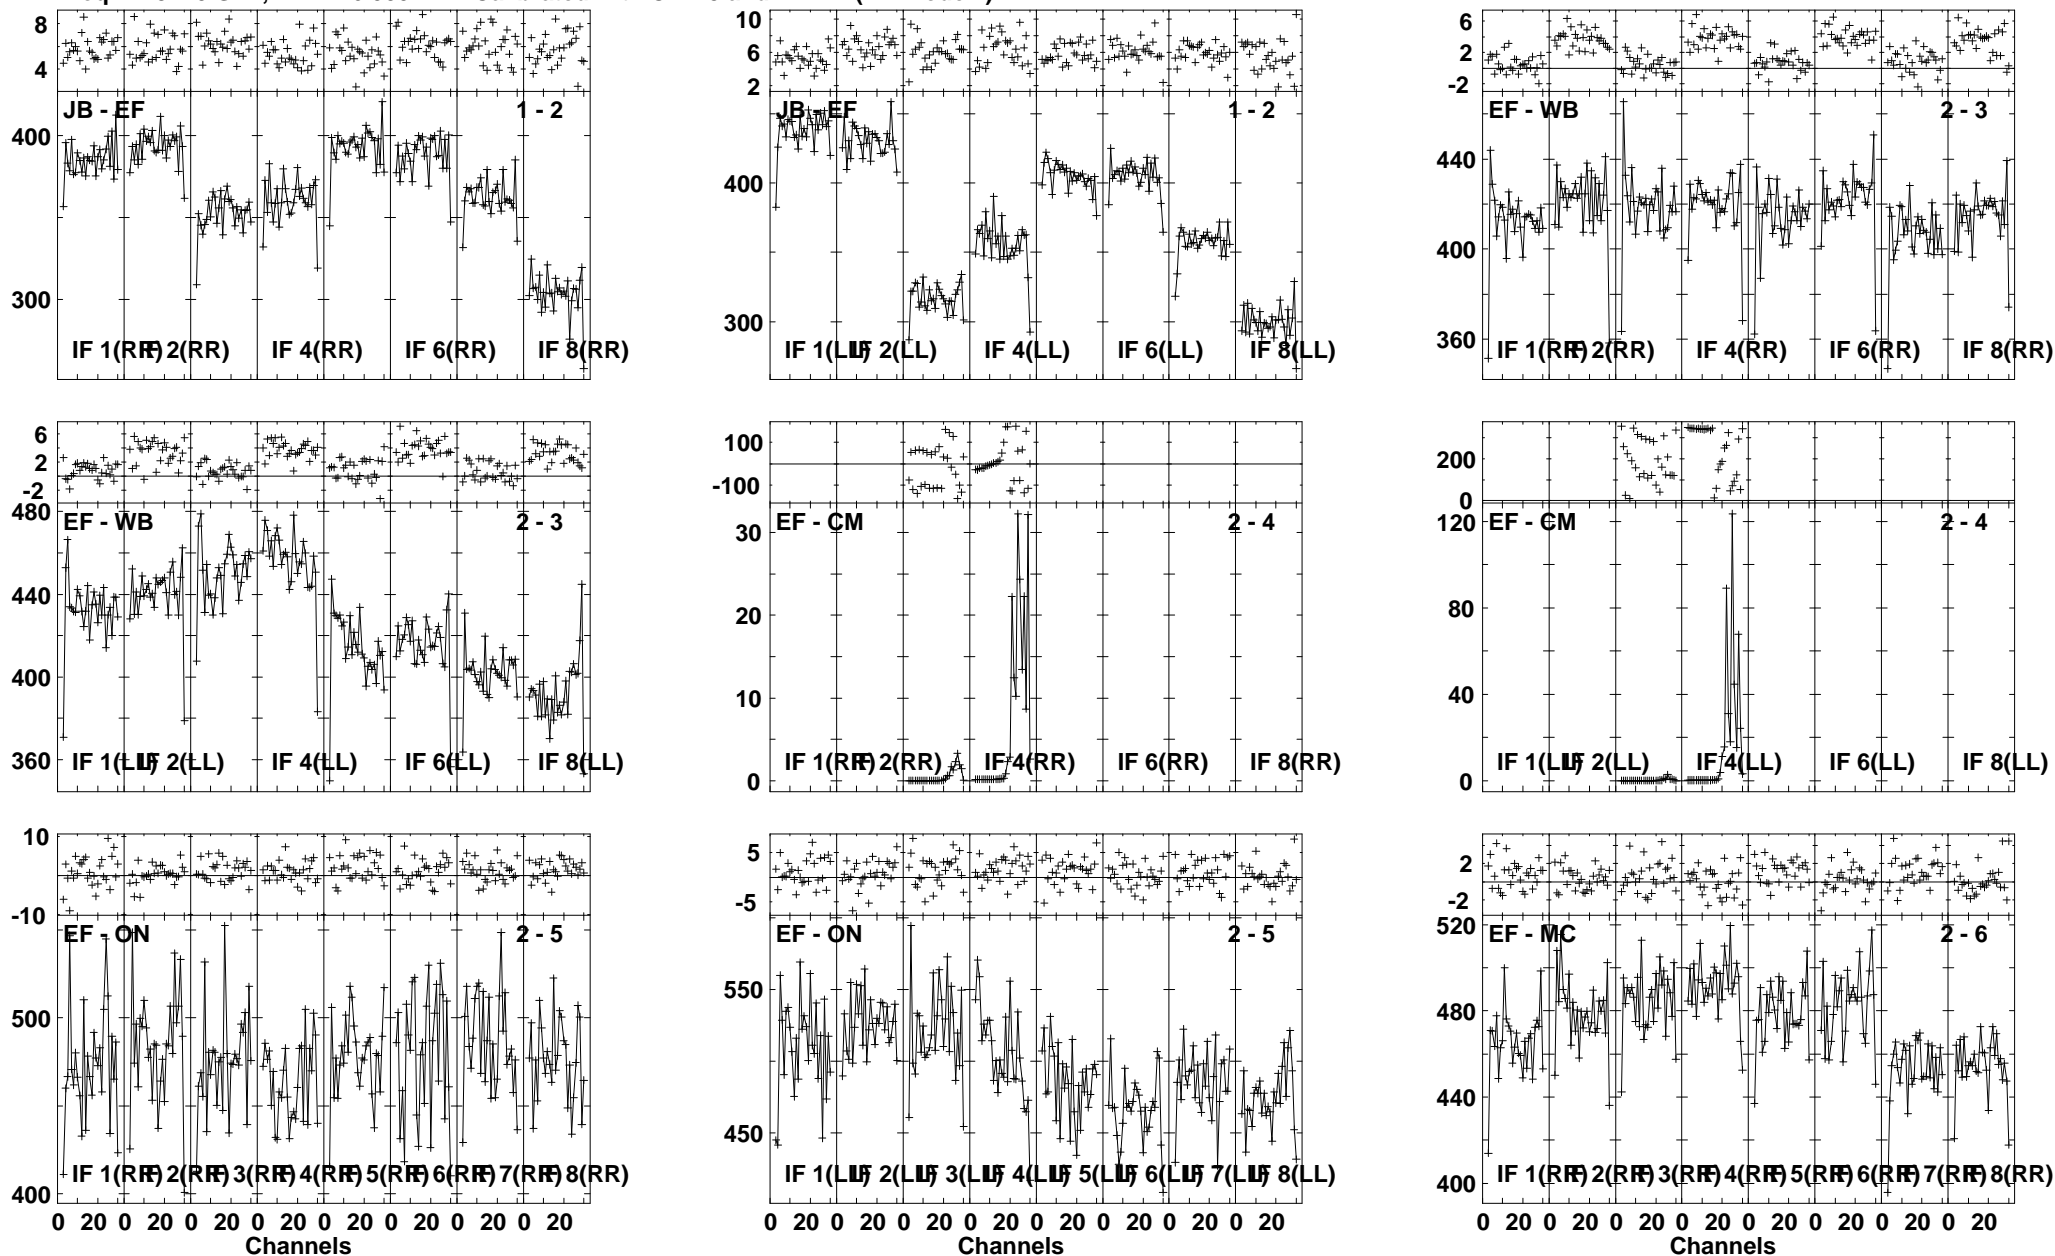 8
4
JB - EF 1 - 2
400
300
IF 1(RR) IF 2(RR) IF 4(RR) IF 6(RR) IF 8(RR)
10
6
2
JB - EF 1 - 2
400
300
IF 1(LL) IF 2(LL) IF 4(LL) IF 6(LL) IF 8(LL)
6
2
-2
EF - WB 2 - 3
440
400
360
IF 1(RR) IF 2(RR) IF 4(RR) IF 6(RR) IF 8(RR)
6
2
-2
480
EF - WB 2 - 3
440
400
360
IF 1(LL) IF 2(LL) IF 4(LL) IF 6(LL) IF 8(LL)
100
-100
EF - CM 2 - 4
30
20
10
0
IF 1(RR) IF 2(RR) IF 4(RR) IF 6(RR) IF 8(RR)
200
0
EF - CM 2 - 4
120
80
40
0
IF 1(LL) IF 2(LL) IF 4(LL) IF 6(LL) IF 8(LL)
10
-10
EF - ON 2 - 5
500
400
IF 1(RR) IF 2(RR) IF 3(RR) IF 4(RR) IF 5(RR) IF 6(RR) IF 7(RR) IF 8(RR)
0 20 0 20 0 20 0 20 0 20 0 20 0 20 0 20
Channels
5
-5
EF - ON 2 - 5
550
450
IF 1(LL) IF 2(LL) IF 3(LL) IF 4(LL) IF 5(LL) IF 6(LL) IF 7(LL) IF 8(LL)
0 20 0 20 0 20 0 20 0 20 0 20 0 20 0 20
Channels
2
-2
520
EF - MC 2 - 6
480
440
400
IF 1(RR) IF 2(RR) IF 3(RR) IF 4(RR) IF 5(RR) IF 6(RR) IF 7(RR) IF 8(RR)
0 20 0 20 0 20 0 20 0 20 0 20 0 20 0 20
Channels